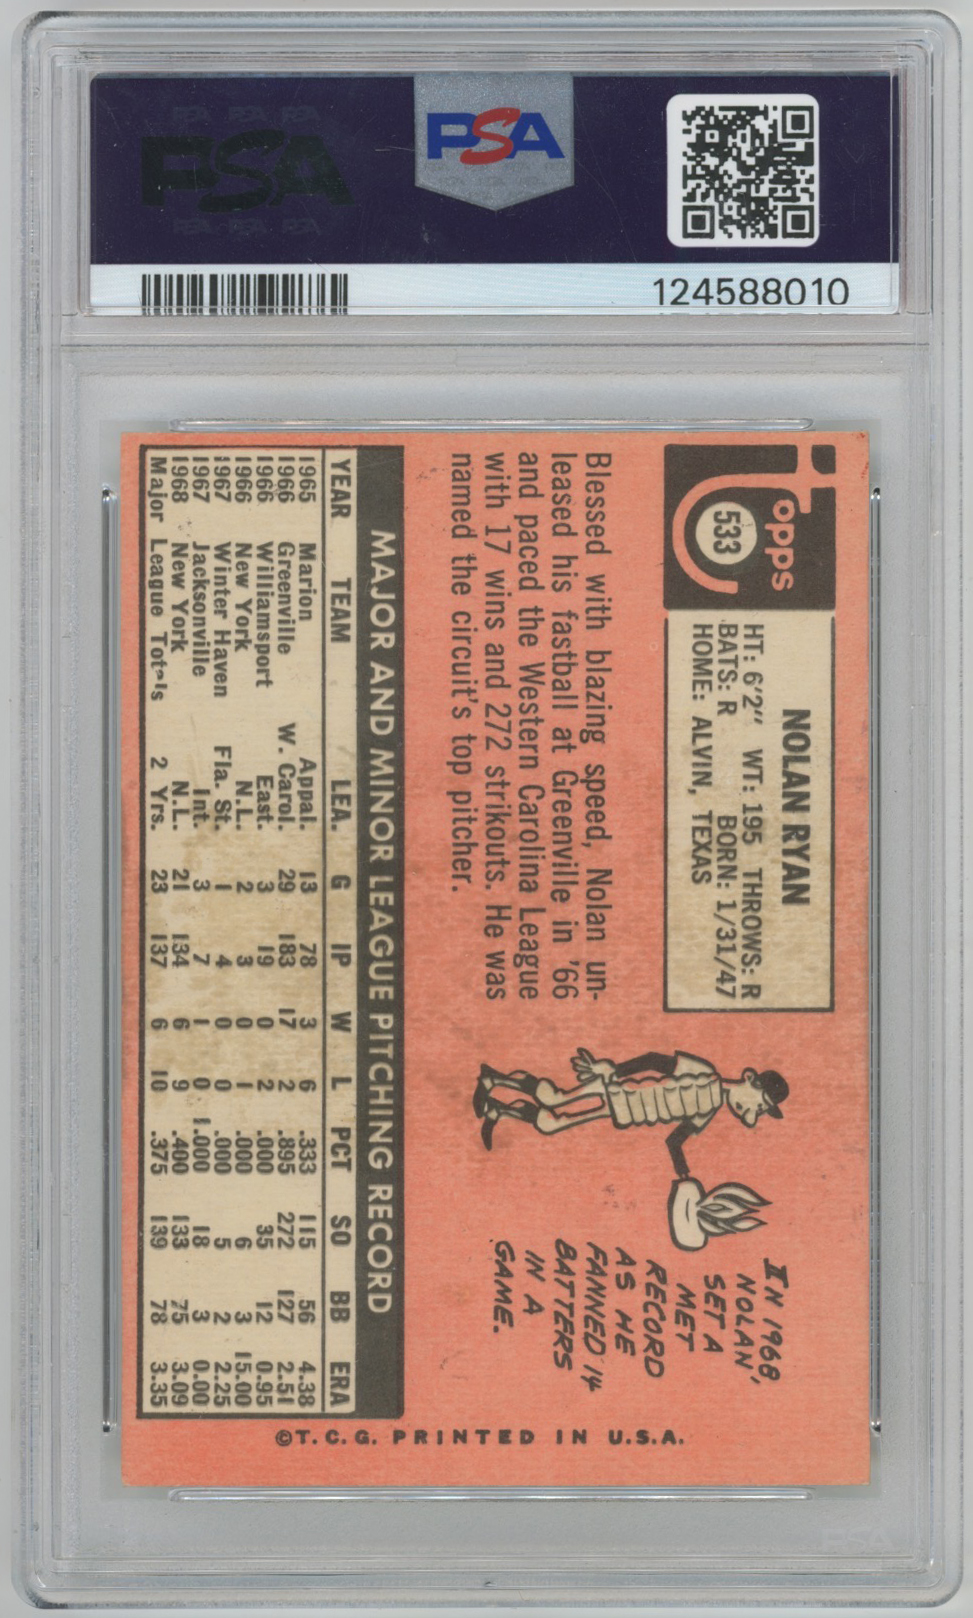 PSA
PSA
124588010
Topps
533
NOLAN RYAN
HT: 6'2" WT: 195 THROWS: R
BATS: R BORN: 1/31/47
HOME: ALVIN, TEXAS
Blessed with blazing speed, Nolan un-
leased his fastball at Greenville in '66
and paced the Western Carolina League
with 17 wins and 272 strikouts. He was
named the circuit's top pitcher.
IN 1968,
NOLAN
SET A
MET
RECORD
AS HE
FANNED 14
BATTERS
IN A
GAME.
MAJOR AND MINOR LEAGUE PITCHING RECORD
YEAR TEAM LEA. G IP W L PCT SO BB ERA
1965 Marion Appal. 13 78 3 6 .333 115 56 4.38
1966 Greenville W. Carol. 29 183 17 2 .895 272 127 2.51
1966 Williamsport East. 3 19 0 2 .000 35 12 0.95
1966 New York N.L. 2 3 0 1 .000 6 3 15.00
1967 Winter Haven Fla. St. 1 4 0 0 .000 5 2 2.25
1967 Jacksonville Int. 3 7 1 0 1.000 18 3 0.00
1968 New York N.L. 21 134 6 9 .400 133 75 3.09
Major League Totals 2 Yrs. 23 137 6 10 .375 139 78 3.35
©T.C.G. PRINTED IN U.S.A.
PSA